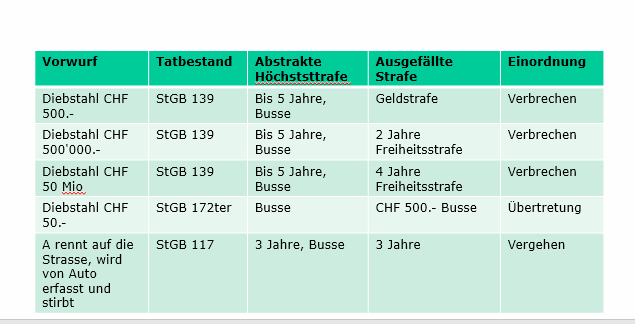 Vorwurf Tatbestand Abstrakte Ausgefällte Einordnung
Höchststtrafe Strafe
Diebstahl CHF StGB 139 Bis 5 Jahre, Geldstrafe Verbrechen
500.- Busse
Diebstahl CHF StGB 139 Bis 5 Jahre, 2 Jahre Verbrechen
500'000.- Busse Freiheitsstrafe
Diebstahl CHF StGB 139 Bis 5 Jahre, 4 Jahre Verbrechen
50 Mio Busse Freiheitsstrafe
Diebstahl CHF StGB 172ter Busse CHF 500.- Busse Übertretung
50.-
A rennt auf die StGB 117 3 Jahre, Busse 3 Jahre Vergehen
Strasse, wird
von Auto
erfasst und
stirbt